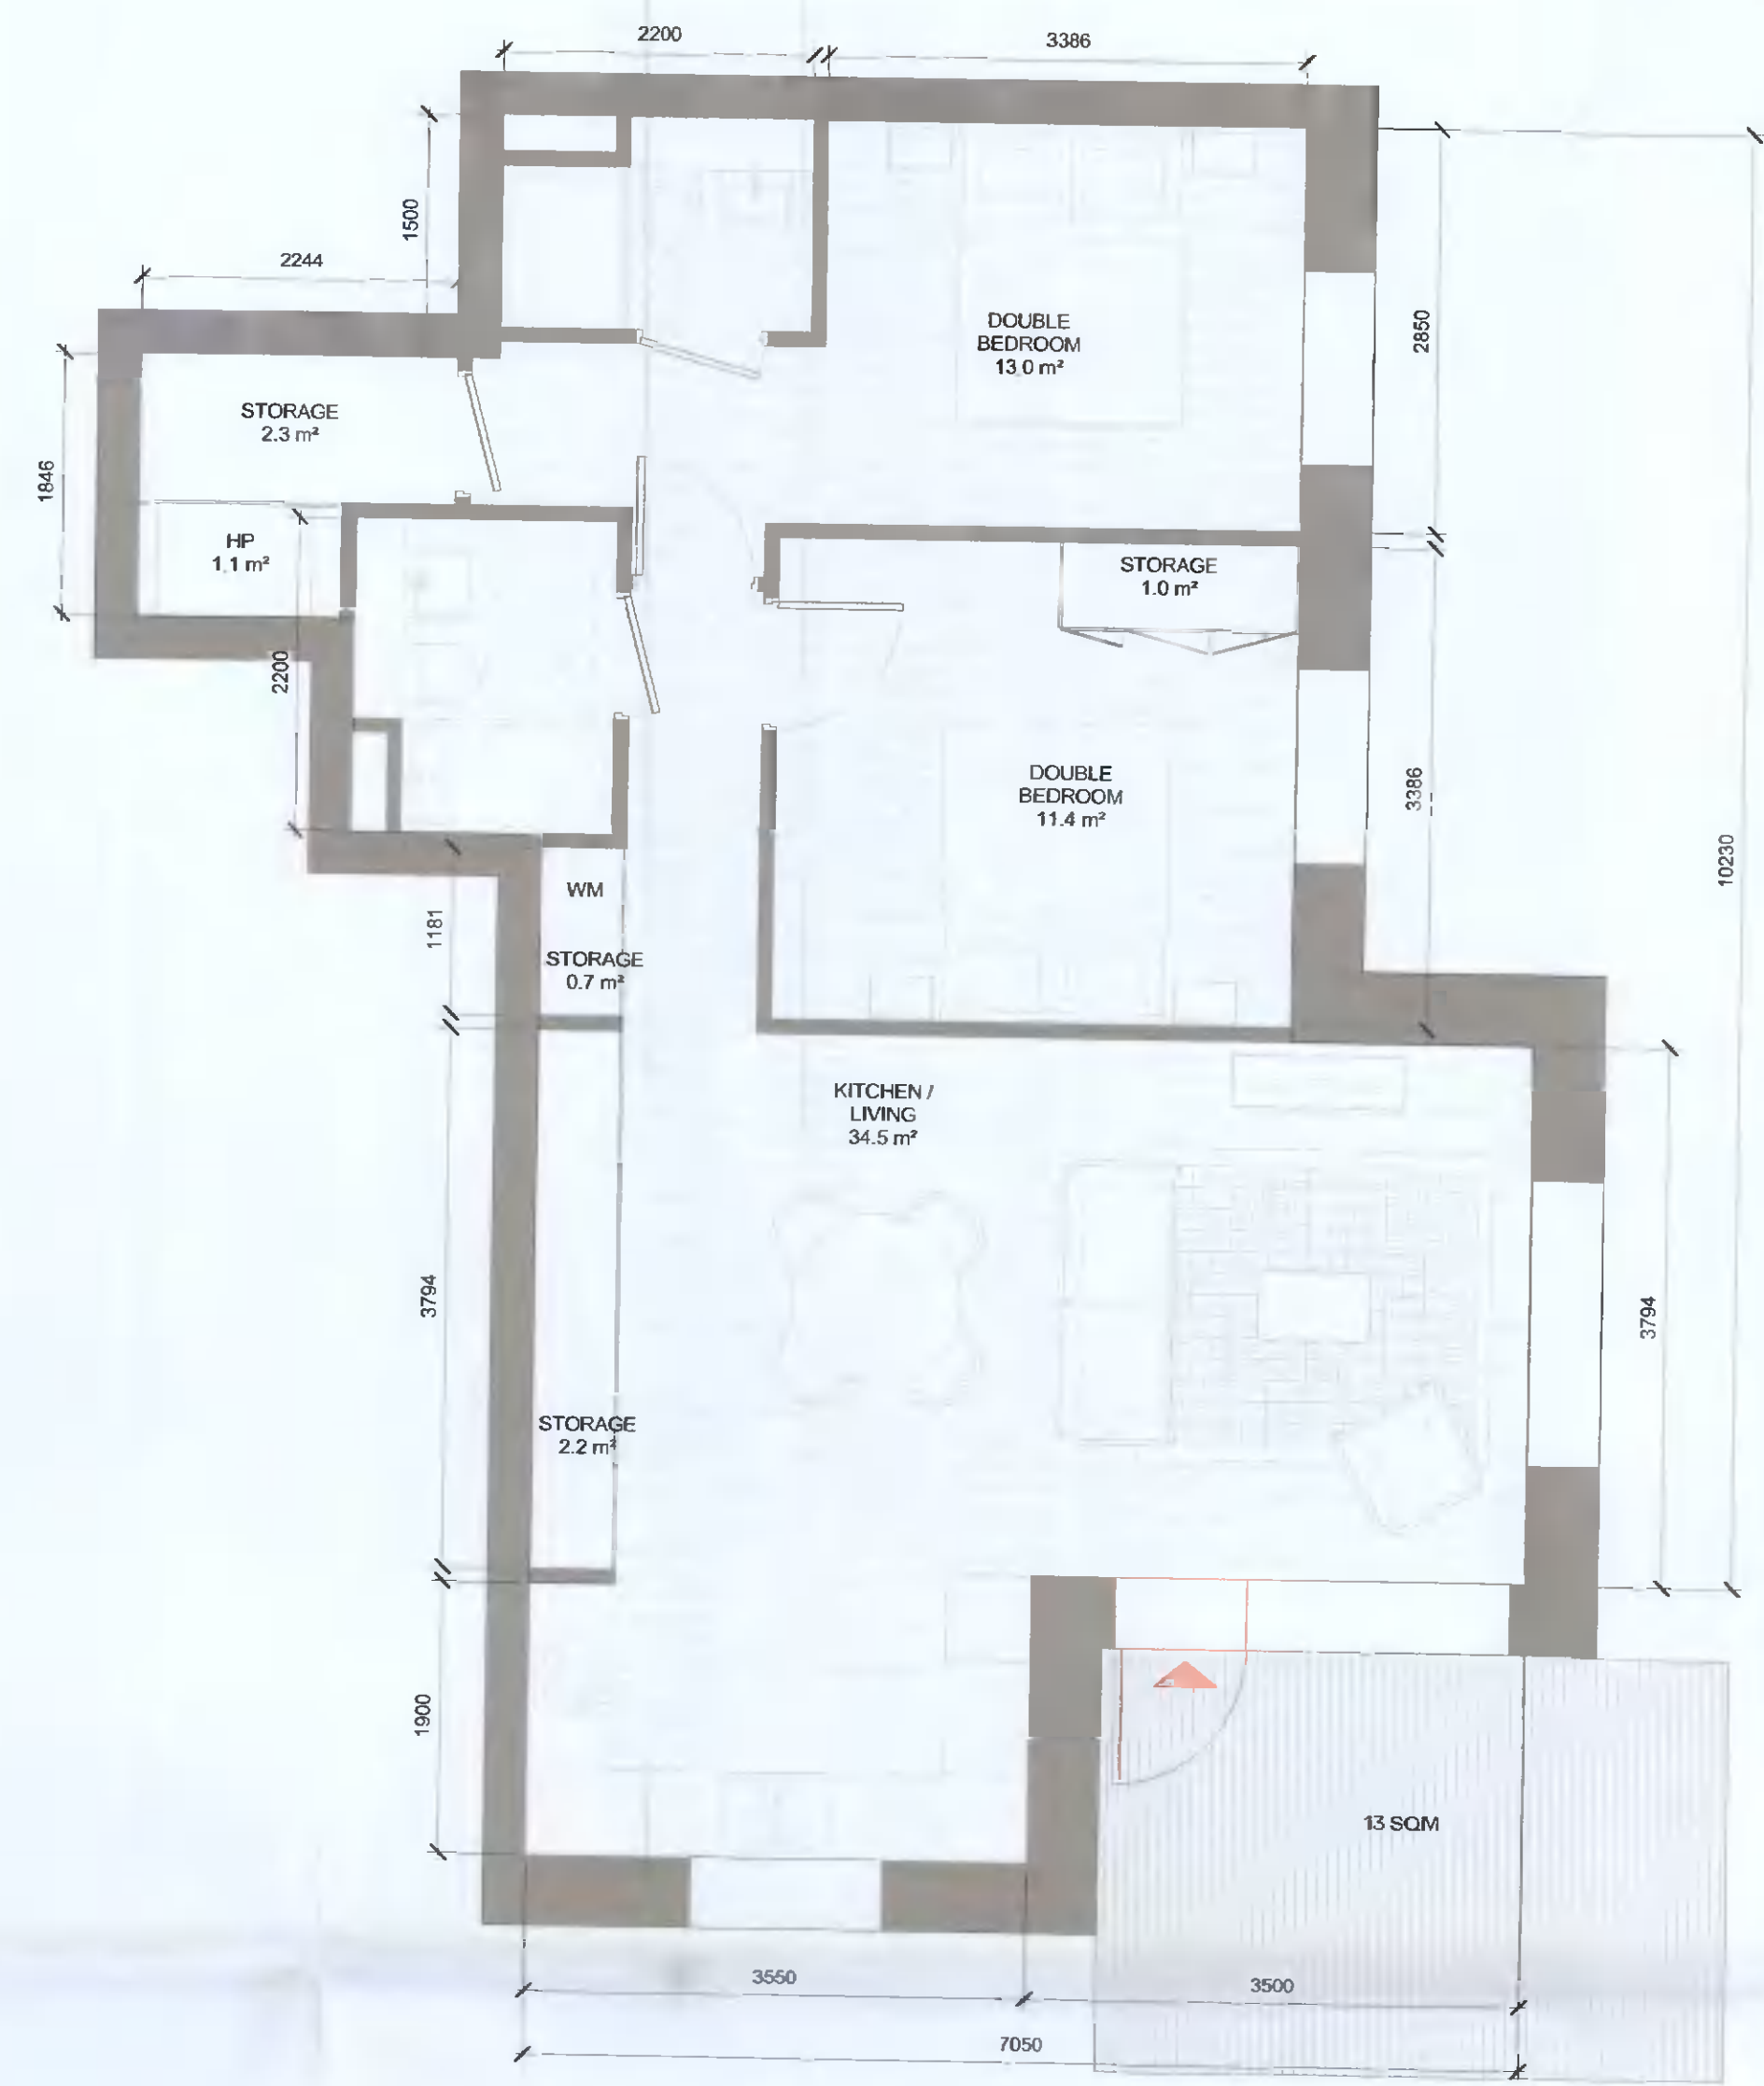 2200
3386
1500
2244
DOUBLE
BEDROOM
13.0 m²
2850
STORAGE
2.3 m²
1846
HP
1.1 m²
STORAGE
1.0 m²
2200
DOUBLE
BEDROOM
11.4 m²
3386
10230
WM
1181
STORAGE
0.7 m²
KITCHEN /
LIVING
34.5 m²
3794
3794
STORAGE
2.2 m²
1900
13 SQM
3550
3500
7050